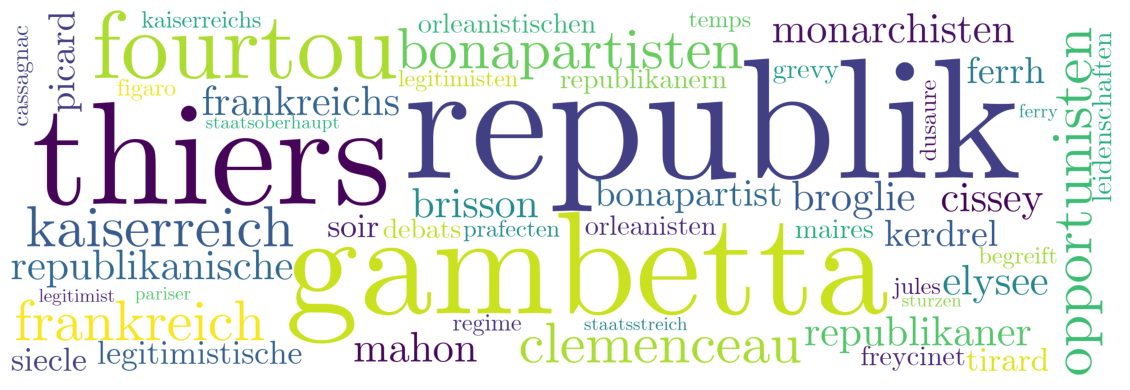 kaiserreichs
orleanistischen
temps
cassagnac
picard
fourtou
bonapartisten
monarchisten
figaro
legitimisten
republikanern
grevy
ferrh
frankreichs
staatsoberhaupt
thiers
republik
dusaure
ferry
opportunisten
leidenschaften
brisson
bonapartist
broglie
cissey
kaiserreich
soir
debats
prafecten
orleanisten
maires
kerdrel
republikanische
gambetta
begreift
legitimist
pariser
jules
elysee
sturzen
frankreich
regime
staatsstreich
republikaner
siecle
legitimistische
mahon
clemenceau
freycinet
tirard